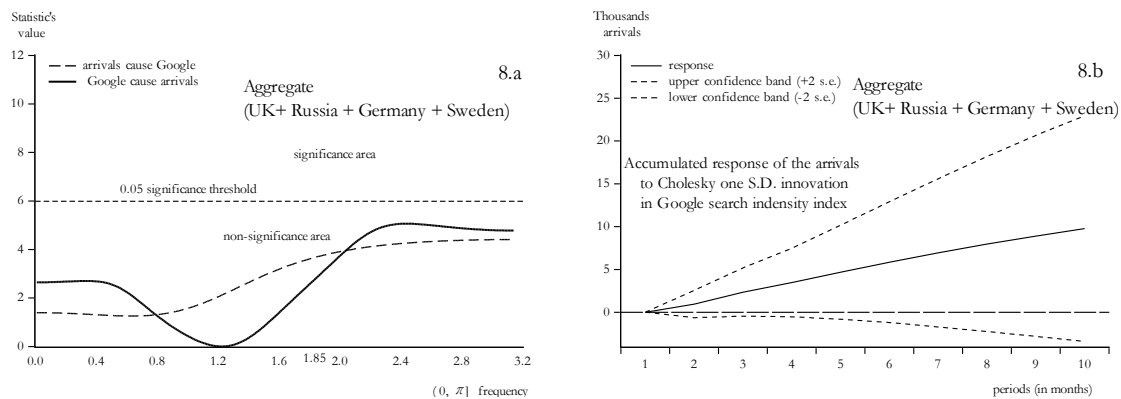 Statistic's
value
12
10
8
6
4
2
0
arrivals cause Google
Google cause arrivals
8.a
Aggregate
(UK+ Russia + Germany + Sweden)
significance area
0.05 significance threshold
non-significance area
0.0 0.4 0.8 1.2 1.6 1.85 2.0 2.4 2.8 3.2
(0, π] frequency
Thousands
arrivals
30
25
20
15
10
5
0
response
upper confidence band (+2 s.e.)
lower confidence band (-2 s.e.)
8.b
Aggregate
(UK+ Russia + Germany + Sweden)
Accumulated response of the arrivals
to Cholesky one S.D. innovation
in Google search indensity index
1 2 3 4 5 6 7 8 9 10
periods (in months)